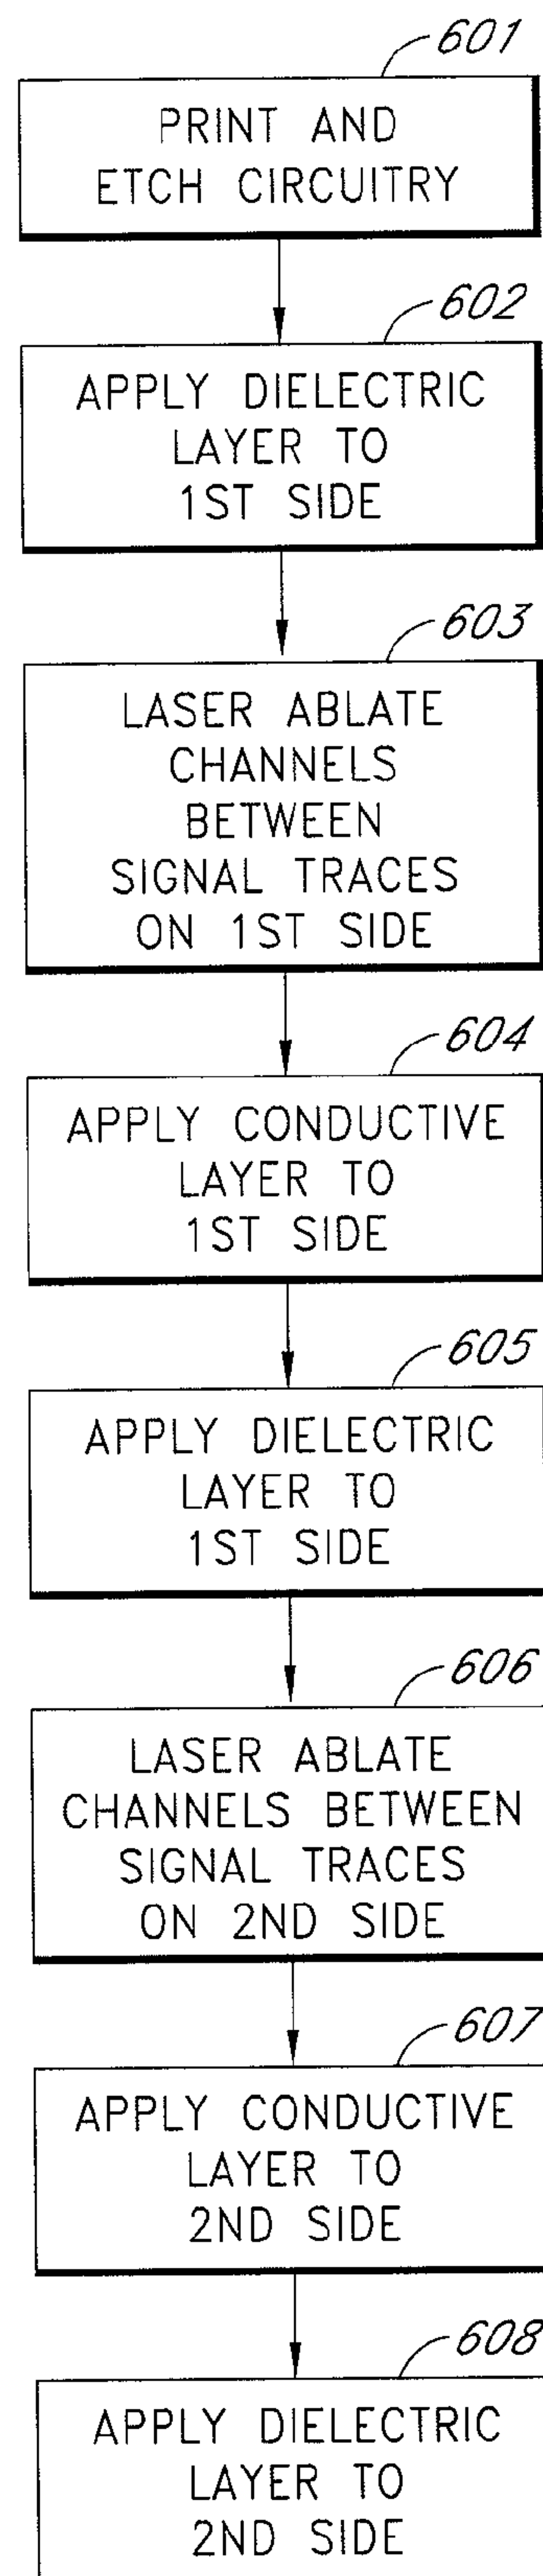 601
PRINT AND
ETCH CIRCUITRY
602
APPLY DIELECTRIC
LAYER TO
1ST SIDE
603
LASER ABLATE
CHANNELS
BETWEEN
SIGNAL TRACES
ON 1ST SIDE
604
APPLY CONDUCTIVE
LAYER TO
1ST SIDE
605
APPLY DIELECTRIC
LAYER TO
1ST SIDE
606
LASER ABLATE
CHANNELS BETWEEN
SIGNAL TRACES
ON 2ND SIDE
607
APPLY CONDUCTIVE
LAYER TO
2ND SIDE
608
APPLY DIELECTRIC
LAYER TO
2ND SIDE